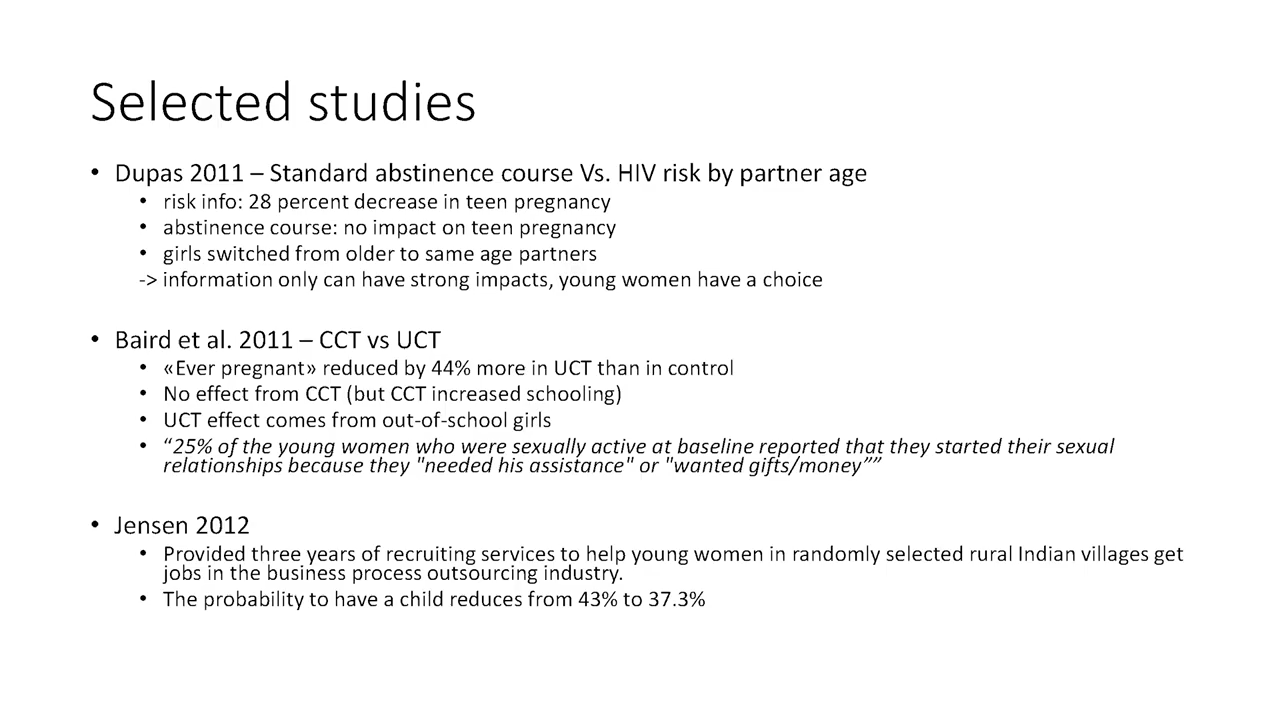 Selected studies
• Dupas 2011 – Standard abstinence course Vs. HIV risk by partner age
• risk info: 28 percent decrease in teen pregnancy
• abstinence course: no impact on teen pregnancy
• girls switched from older to same age partners
-> information only can have strong impacts, young women have a choice
• Baird et al. 2011 – CCT vs UCT
• «Ever pregnant» reduced by 44% more in UCT than in control
• No effect from CCT (but CCT increased schooling)
• UCT effect comes from out-of-school girls
• “25% of the young women who were sexually active at baseline reported that they started their sexual
relationships because they "needed his assistance" or "wanted gifts/money””
• Jensen 2012
• Provided three years of recruiting services to help young women in randomly selected rural Indian villages get
jobs in the business process outsourcing industry.
• The probability to have a child reduces from 43% to 37.3%